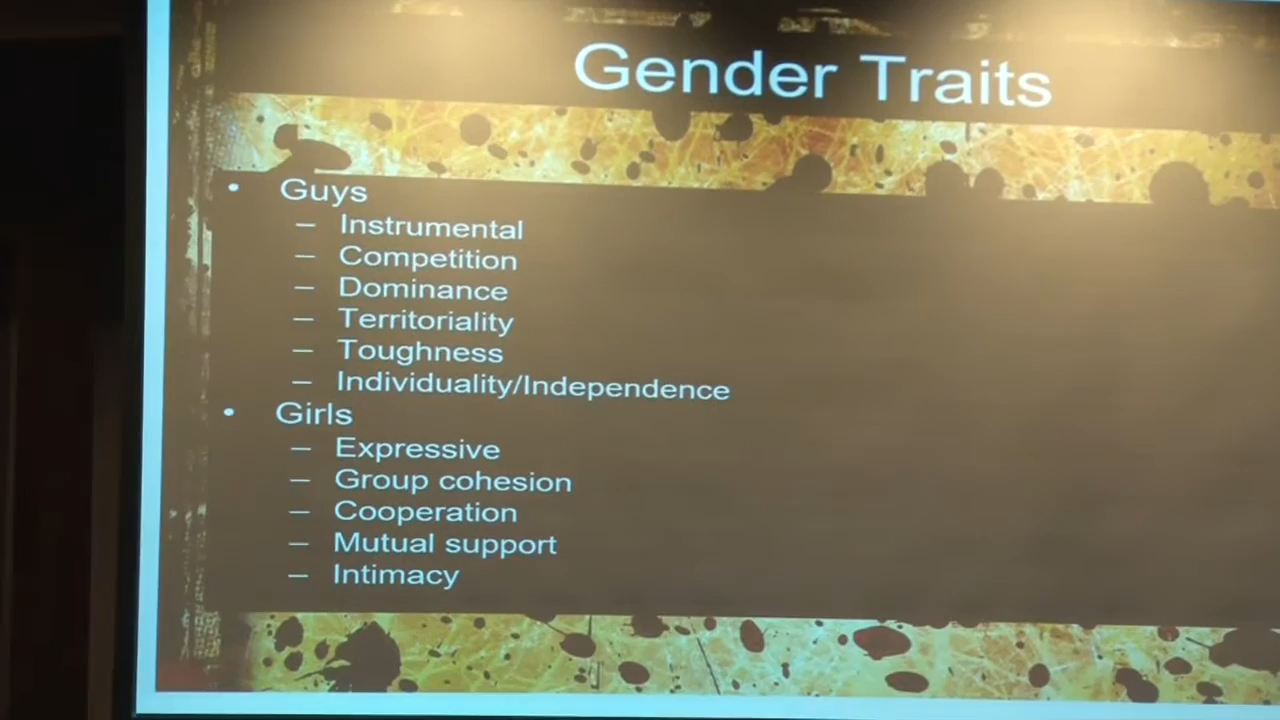 Gender Traits
• Guys
– Instrumental
– Competition
– Dominance
– Territoriality
– Toughness
– Individuality/Independence
• Girls
– Expressive
– Group cohesion
– Cooperation
– Mutual support
– Intimacy